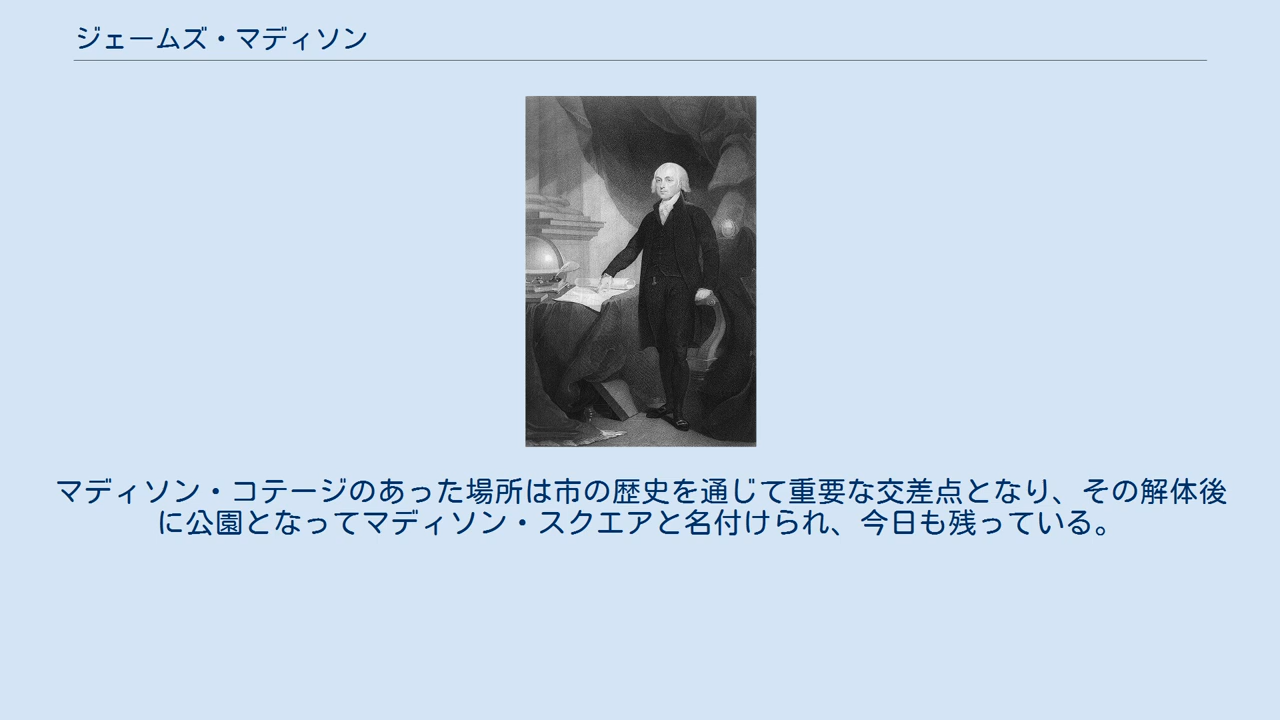 ジェームズ・マディソン
マディソン・コテージのあった場所は市の歴史を通じて重要な交差点となり、その解体後
に公園となってマディソン・スクエアと名付けられ、今日も残っている。